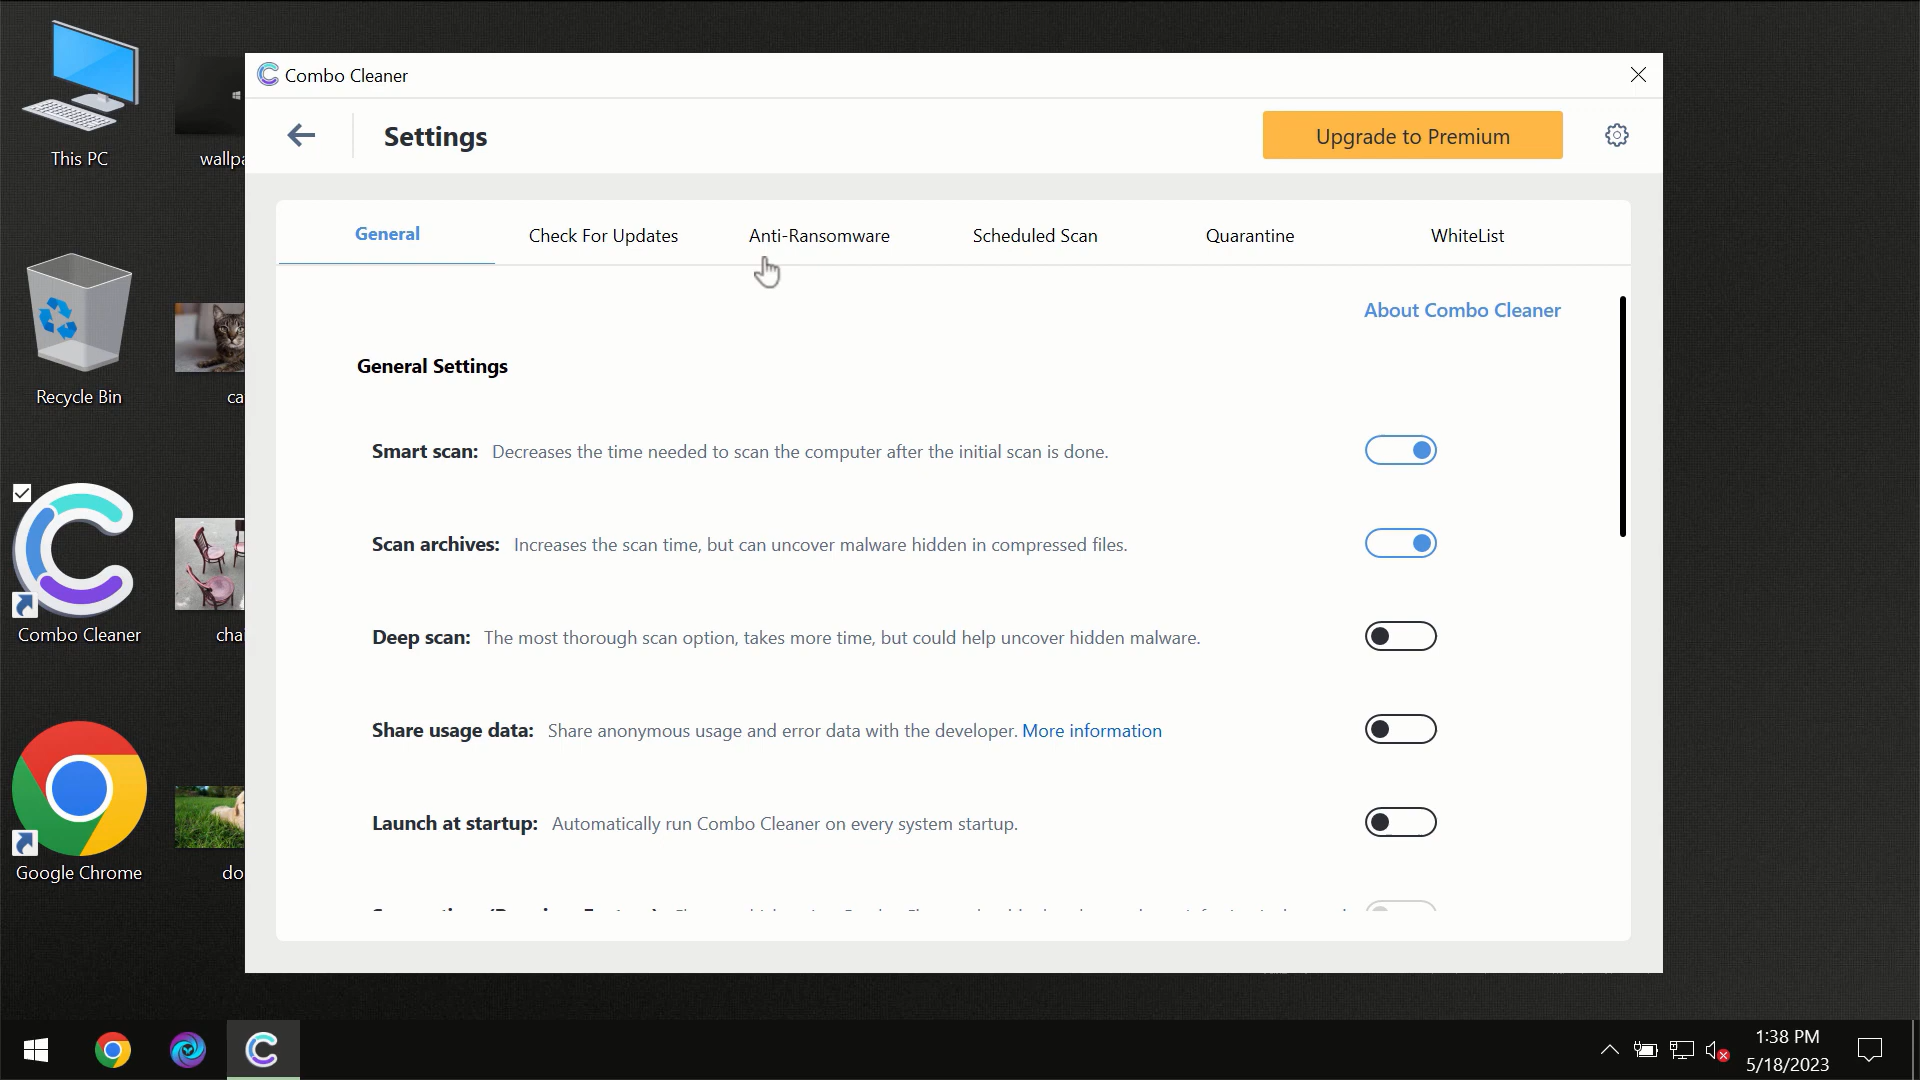 Combo Cleaner
Settings
Upgrade to Premium
General
Check For Updates
Anti-Ransomware
Scheduled Scan
Quarantine
WhiteList
About Combo Cleaner
General Settings
Smart scan: Decreases the time needed to scan the computer after the initial scan is done.
Scan archives: Increases the scan time, but can uncover malware hidden in compressed files.
Deep scan: The most thorough scan option, takes more time, but could help uncover hidden malware.
Share usage data: Share anonymous usage and error data with the developer. More information
Launch at startup: Automatically run Combo Cleaner on every system startup.
This PC
wallpa
Recycle Bin
ca
Combo Cleaner
chai
Google Chrome
do
1:38 PM
5/18/2023